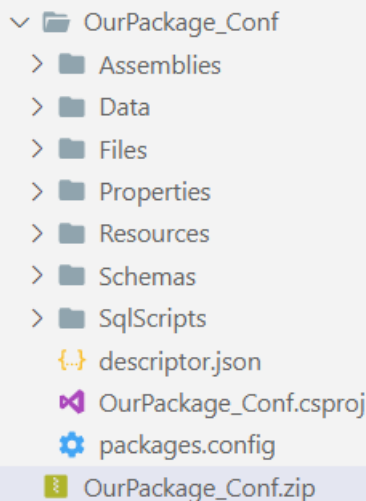 OurPackage_Conf
Assemblies
Data
Files
Properties
Resources
Schemas
SqlScripts
descriptor.json
OurPackage_Conf.csproj
packages.config
OurPackage_Conf.zip